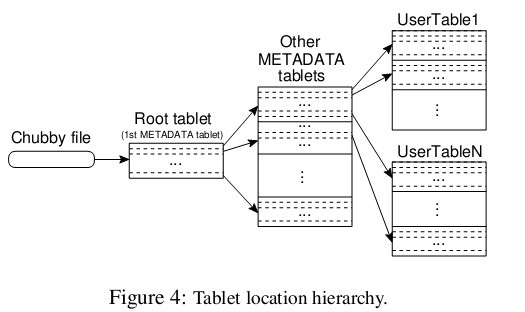 Chubby file
Root tablet
(1st METADATA tablet)
...
Other
METADATA
tablets
...
...
...
⋮
...
UserTable1
...
...
⋮
UserTableN
...
⋮
...
Figure 4: Tablet location hierarchy.